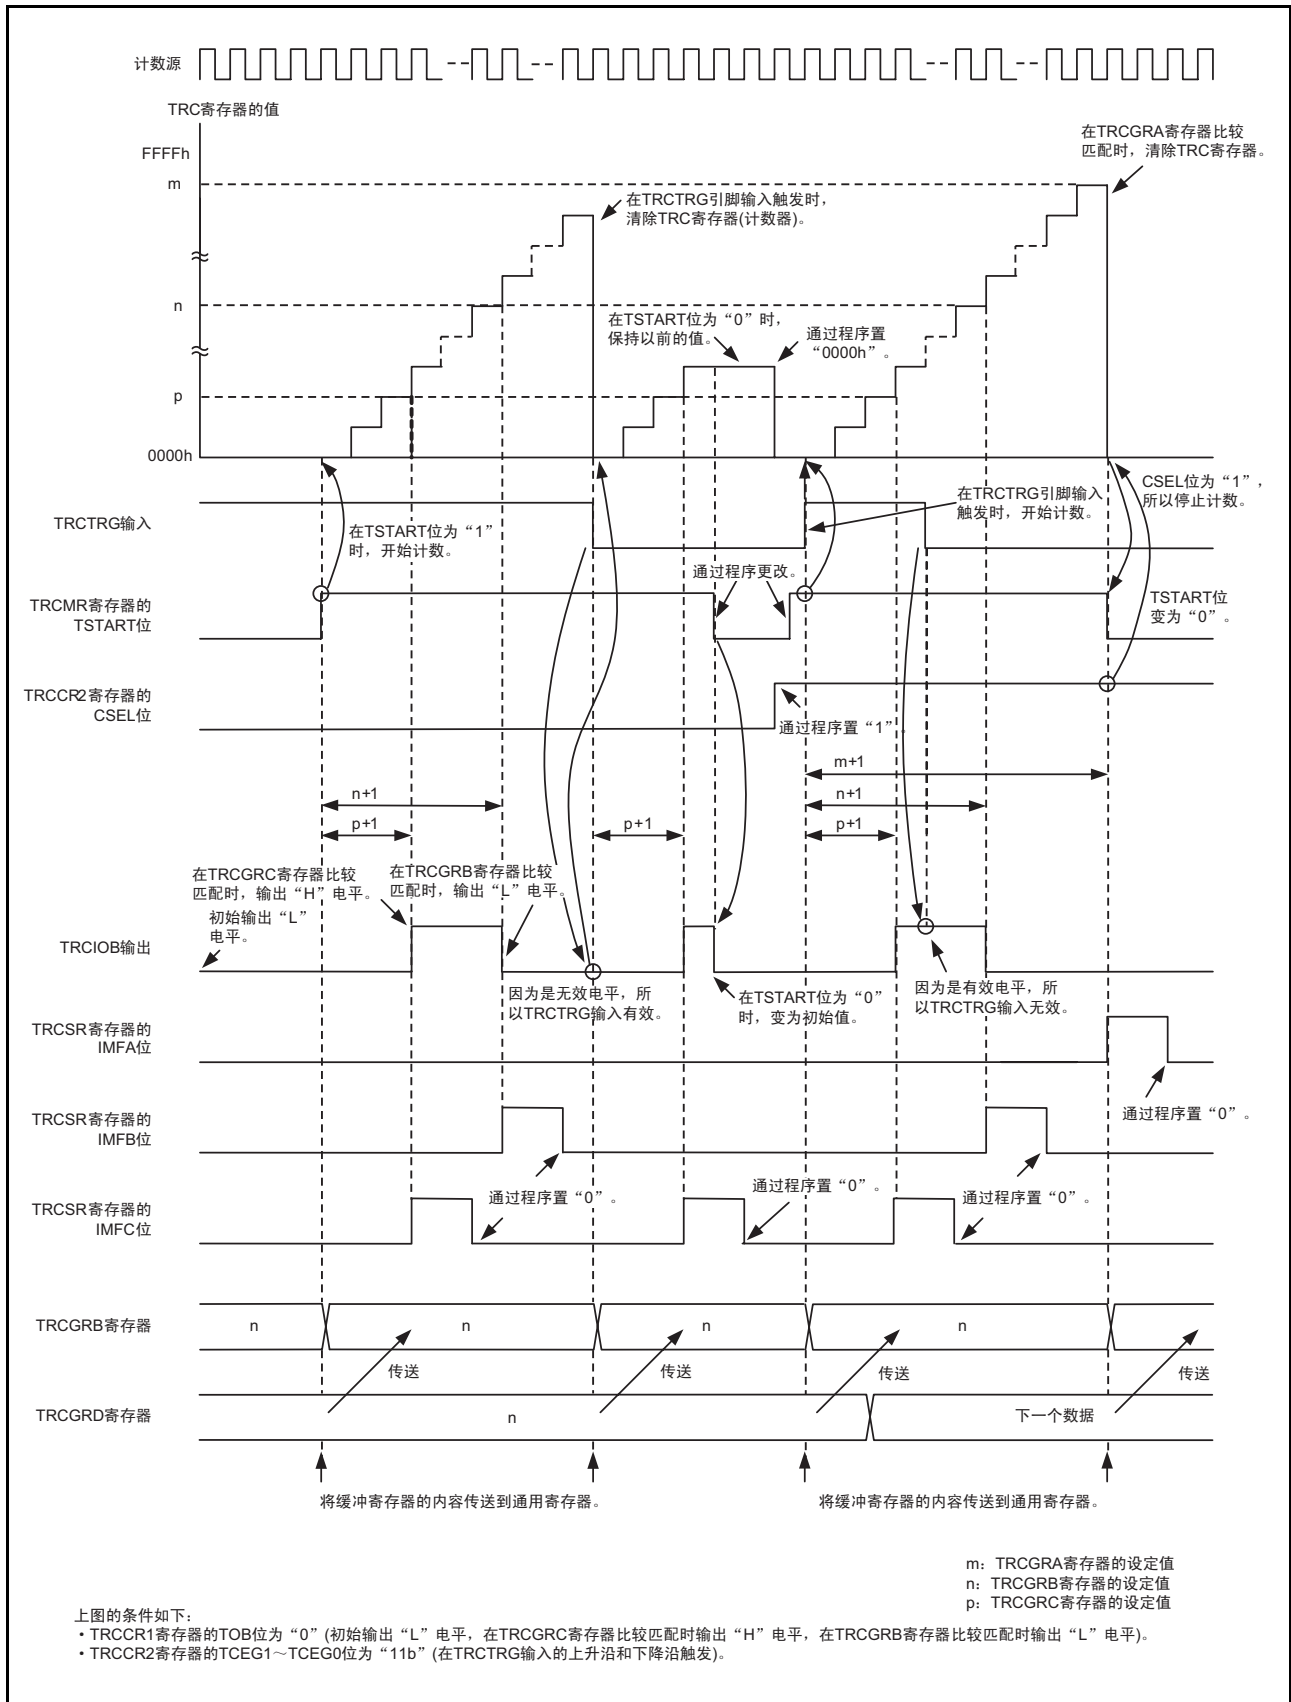 计数源
TRC寄存器的值
FFFFh
m
在TRCGRA寄存器比较
匹配时，清除TRC寄存器。
在TRCTRG引脚输入触发时，
清除TRC寄存器(计数器)。
n
在TSTART位为“0”时，
保持以前的值。
通过程序置
“0000h”。
p
0000h
TRCTRG输入
在TSTART位为“1”
时，开始计数。
在TRCTRG引脚输入
触发时，开始计数。
CSEL位为“1”，
所以停止计数。
通过程序更改。
TRCMR寄存器的
TSTART位
TSTART位
变为“0”。
TRCCR2寄存器的
CSEL位
通过程序置“1”。
m+1
n+1
n+1
p+1
p+1
p+1
在TRCGRC寄存器比较
匹配时，输出“H”电平。
在TRCGRB寄存器比较
匹配时，输出“L”电平。
初始输出“L”
电平。
TRCIOB输出
因为是无效电平，所
以TRCTRG输入有效。
在TSTART位为“0”
时，变为初始值。
因为是有效电平，所
以TRCTRG输入无效。
TRCSR寄存器的
IMFA位
通过程序置“0”。
TRCSR寄存器的
IMFB位
通过程序置“0”。
通过程序置“0”。
通过程序置“0”。
TRCSR寄存器的
IMFC位
TRCGRB寄存器
n
n
n
n
传送
传送
传送
传送
TRCGRD寄存器
n
下一个数据
将缓冲寄存器的内容传送到通用寄存器。
将缓冲寄存器的内容传送到通用寄存器。
m：TRCGRA寄存器的设定值
n：TRCGRB寄存器的设定值
p：TRCGRC寄存器的设定值
上图的条件如下：
• TRCCR1寄存器的TOB位为“0”(初始输出“L”电平，在TRCGRC寄存器比较匹配时输出“H”电平，在TRCGRB寄存器比较匹配时输出“L”电平)。
• TRCCR2寄存器的TCEG1～TCEG0位为“11b”(在TRCTRG输入的上升沿和下降沿触发)。